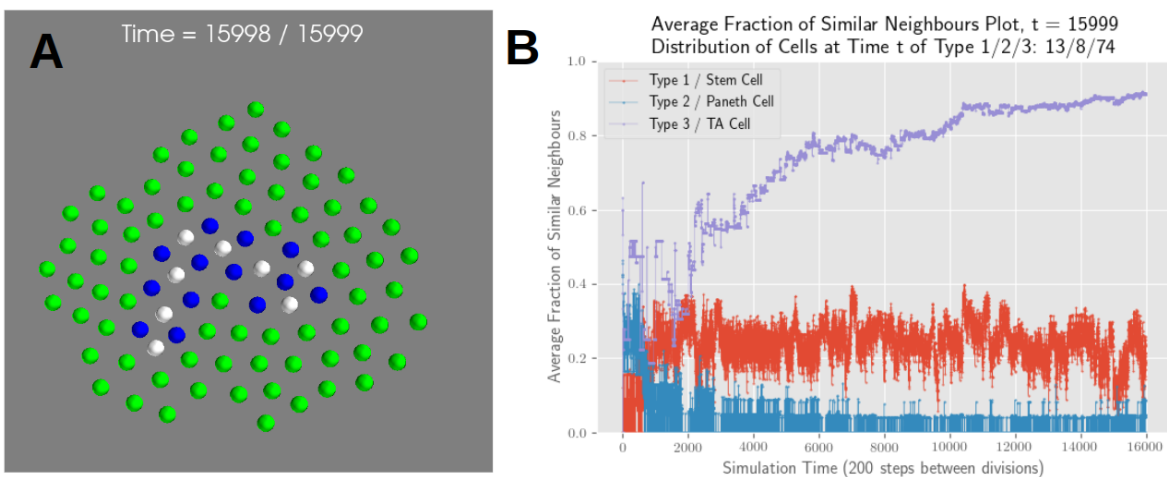 A
Time = 15998 / 15999
B
Average Fraction of Similar Neighbours Plot, t = 15999
Distribution of Cells at Time t of Type 1/2/3: 13/8/74
Type 1 / Stem Cell
Type 2 / Paneth Cell
Type 3 / TA Cell
Average Fraction of Similar Neighbours
1.0
0.8
0.6
0.4
0.2
0.0
0 2000 4000 6000 8000 10000 12000 14000 16000
Simulation Time (200 steps between divisions)